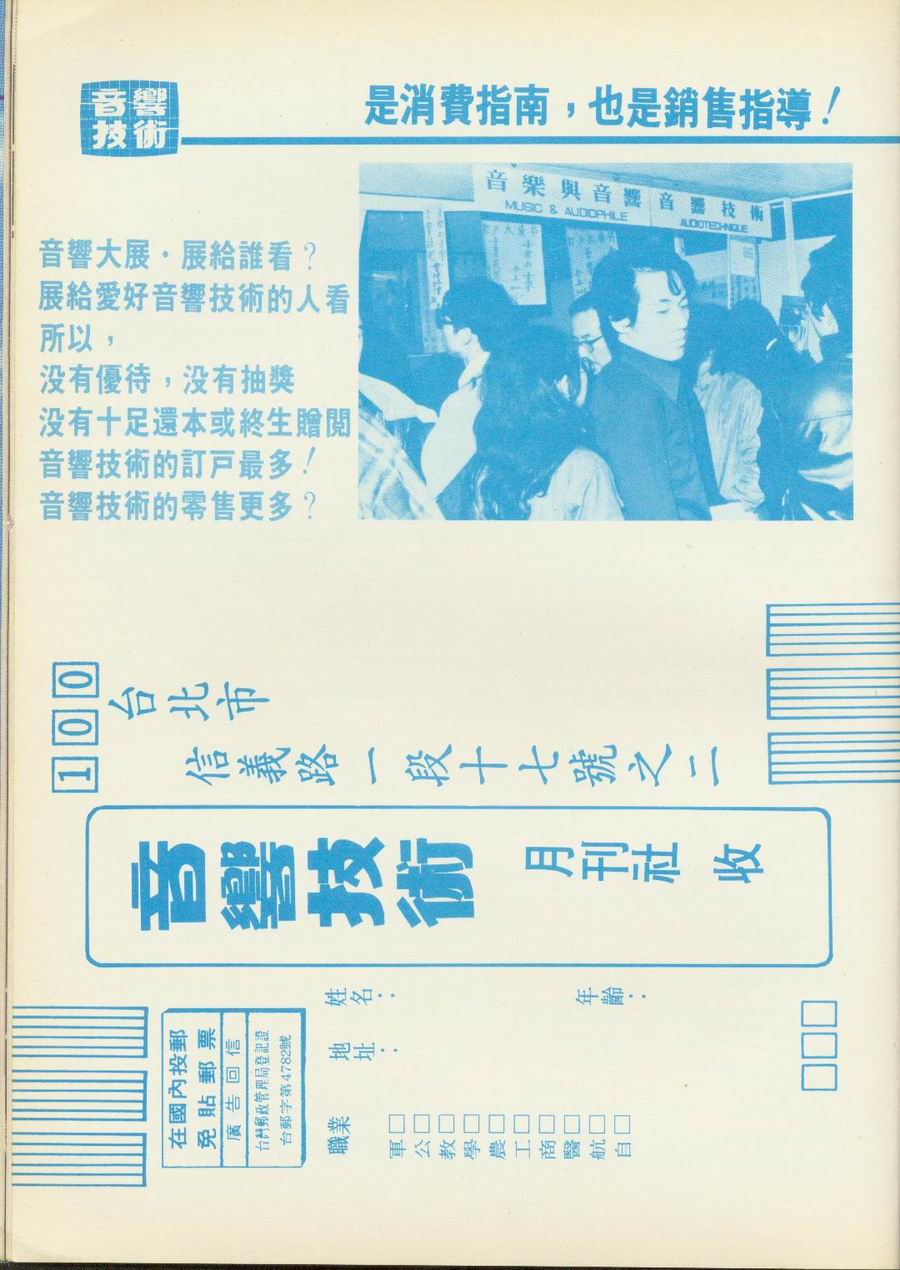 音響
技術
是消費指南，也是銷售指導！
音樂與音響 音響技術
MUSIC & AUDIOPHILE AUDIOTECHNIQUE
音響大展・展給誰看？
展給愛好音響技術的人看
所以，
没有優待，没有抽獎
没有十足還本或終生贈閱
音響技術的訂戶最多！
音響技術的零售更多？
100
台北市
信義路一段十七號之二
音響技術 月刊社 收
在國內投郵
免貼郵票
廣告回信
台灣郵政管理局登記證
台郵字第4782號
姓名：
年齡：
地址：
職業
軍□
公□
教□
學□
農□
工□
商□
醫□
航□
自□